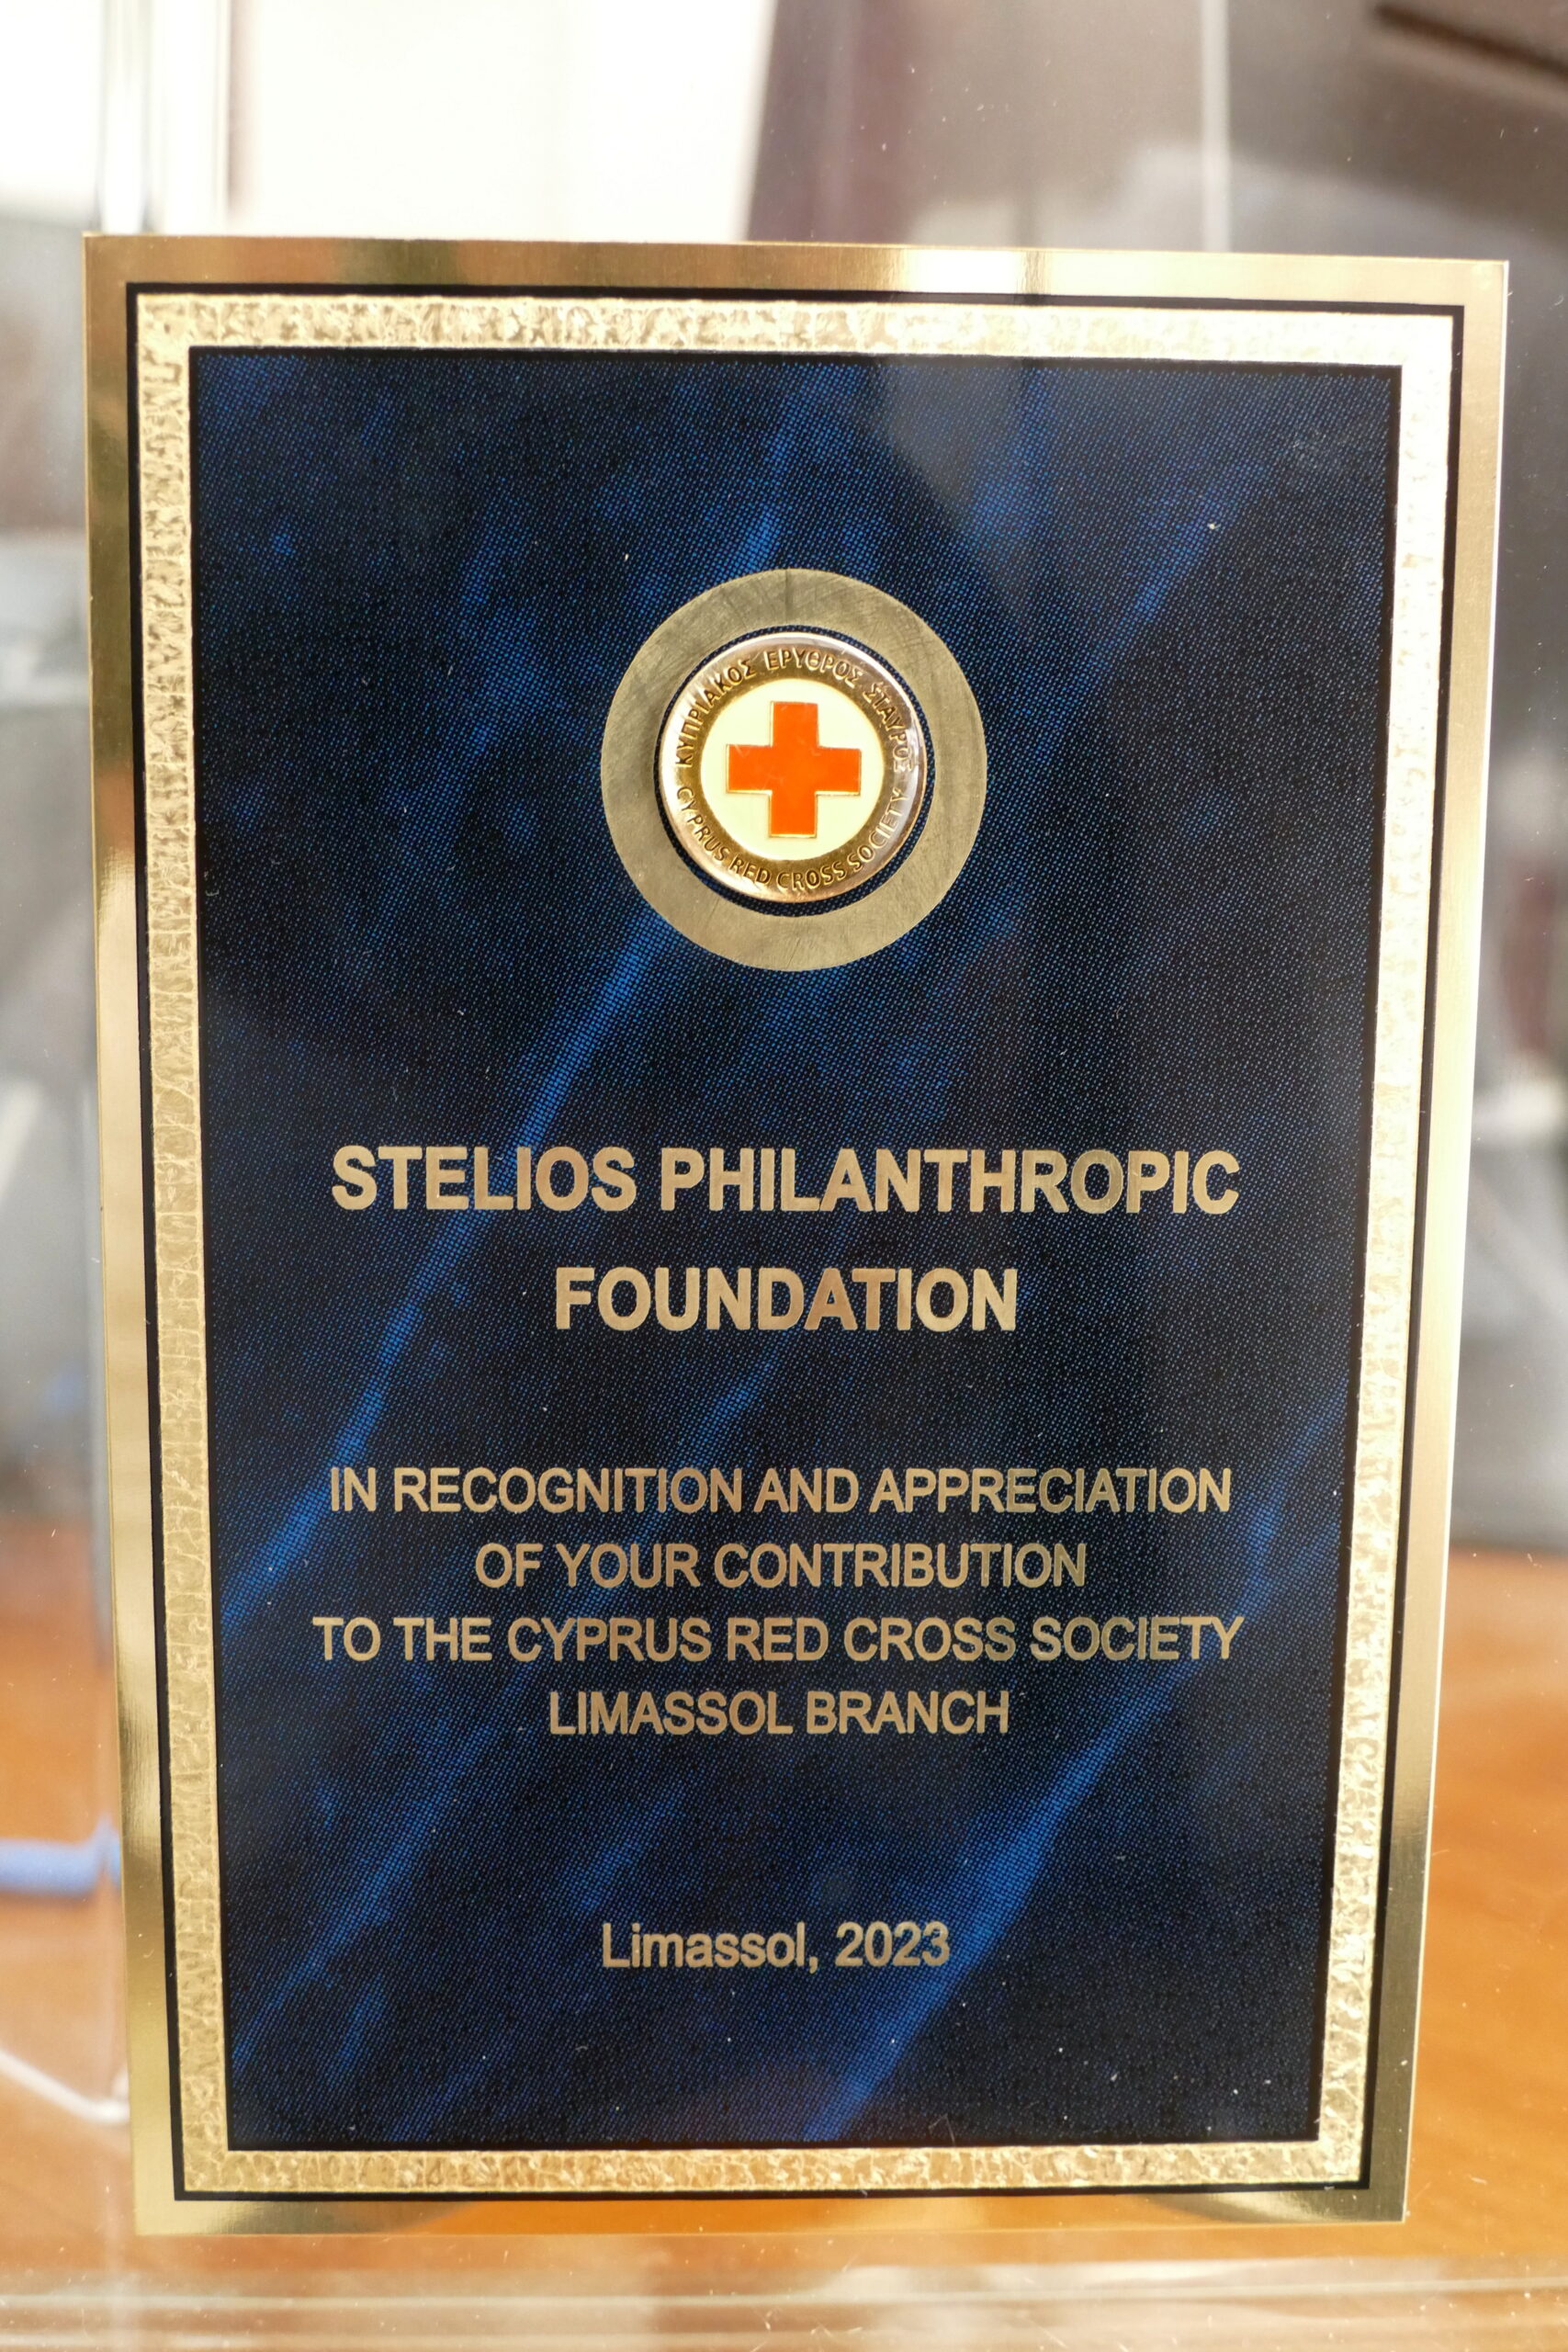 ΚΥΠΡΙΑΚΟΣ ΕΡΥΘΡΟΣ ΣΤΑΥΡΟΣ
CYPRUS RED CROSS SOCIETY
STELIOS PHILANTHROPIC
FOUNDATION
IN RECOGNITION AND APPRECIATION
OF YOUR CONTRIBUTION
TO THE CYPRUS RED CROSS SOCIETY
LIMASSOL BRANCH
Limassol, 2023